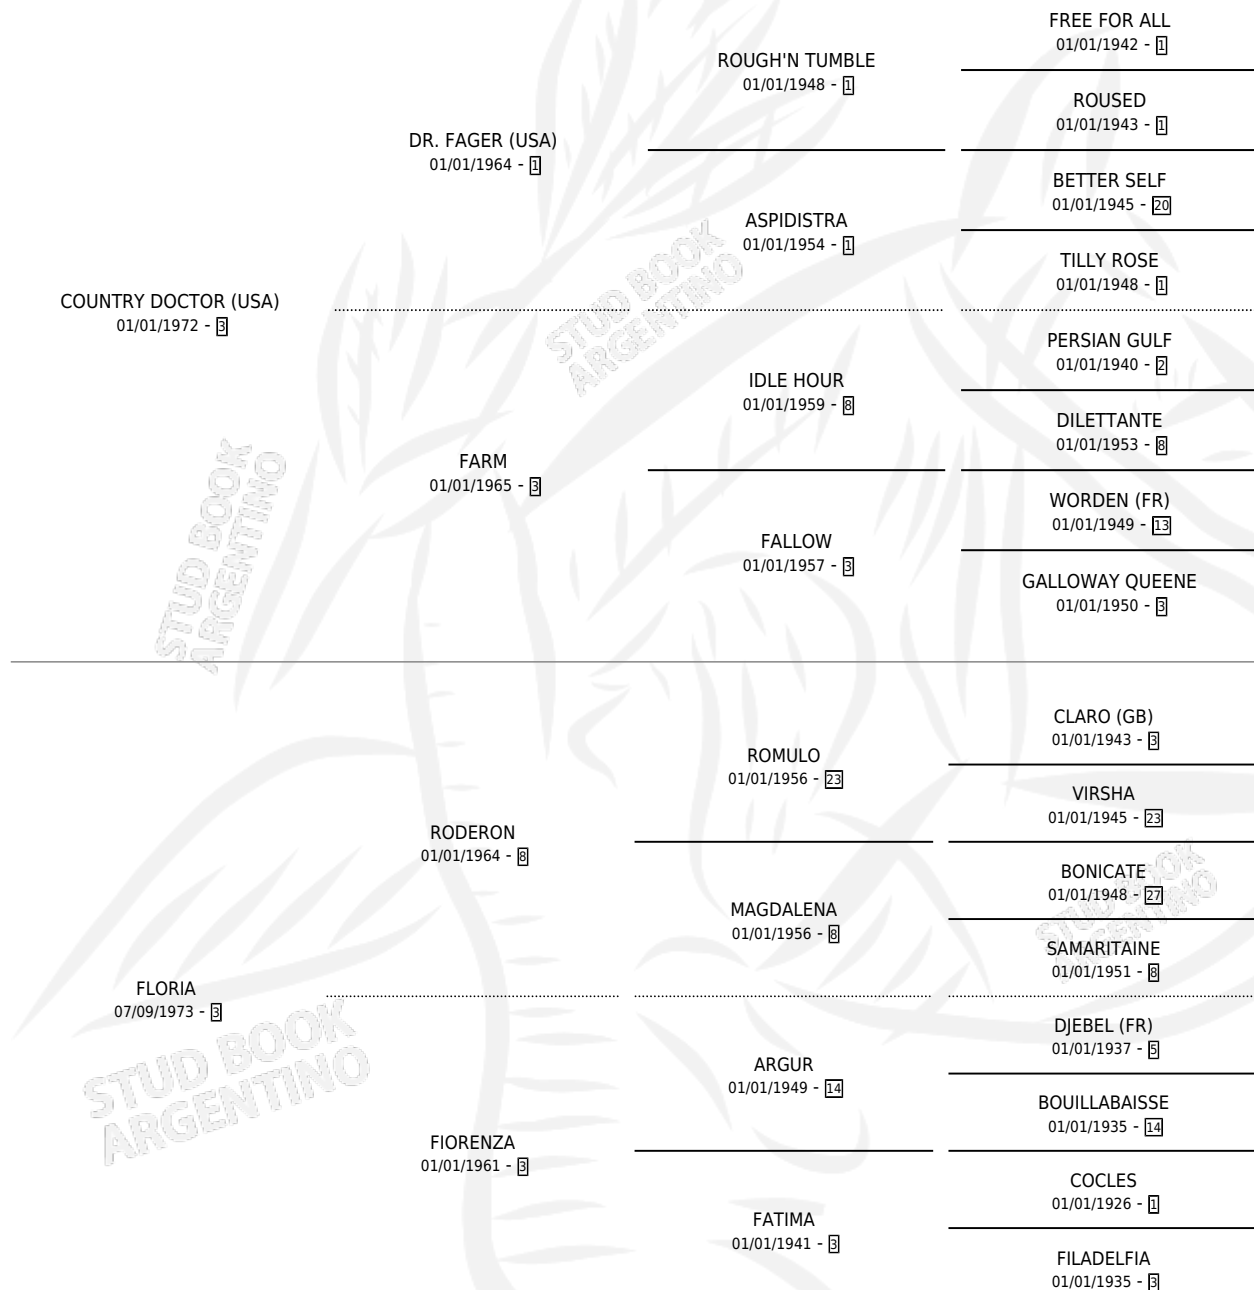 FREE FOR ALL
01/01/1942 - 1
ROUGH'N TUMBLE
01/01/1948 - 1
ROUSED
01/01/1943 - 1
DR. FAGER (USA)
01/01/1964 - 1
BETTER SELF
01/01/1945 - 20
ASPIDISTRA
01/01/1954 - 1
TILLY ROSE
01/01/1948 - 1
COUNTRY DOCTOR (USA)
01/01/1972 - 3
PERSIAN GULF
01/01/1940 - 2
IDLE HOUR
01/01/1959 - 8
DILETTANTE
01/01/1953 - 8
FARM
01/01/1965 - 3
WORDEN (FR)
01/01/1949 - 13
FALLOW
01/01/1957 - 3
GALLOWAY QUEENE
01/01/1950 - 3
CLARO (GB)
01/01/1943 - 3
ROMULO
01/01/1956 - 23
VIRSHA
01/01/1945 - 23
RODERON
01/01/1964 - 8
BONICATE
01/01/1948 - 27
MAGDALENA
01/01/1956 - 8
SAMARITAINE
01/01/1951 - 8
FLORIA
07/09/1973 - 3
DJEBEL (FR)
01/01/1937 - 5
ARGUR
01/01/1949 - 14
BOUILLABAISSE
01/01/1935 - 14
FIORENZA
01/01/1961 - 3
COCLES
01/01/1926 - 1
FATIMA
01/01/1941 - 3
FILADELFIA
01/01/1935 - 3
STUD BOOK
ARGENTINO
STUD BOOK
ARGENTINO
STUD BOOK
ARGENTINO
STUD BOOK
ARGENTINO